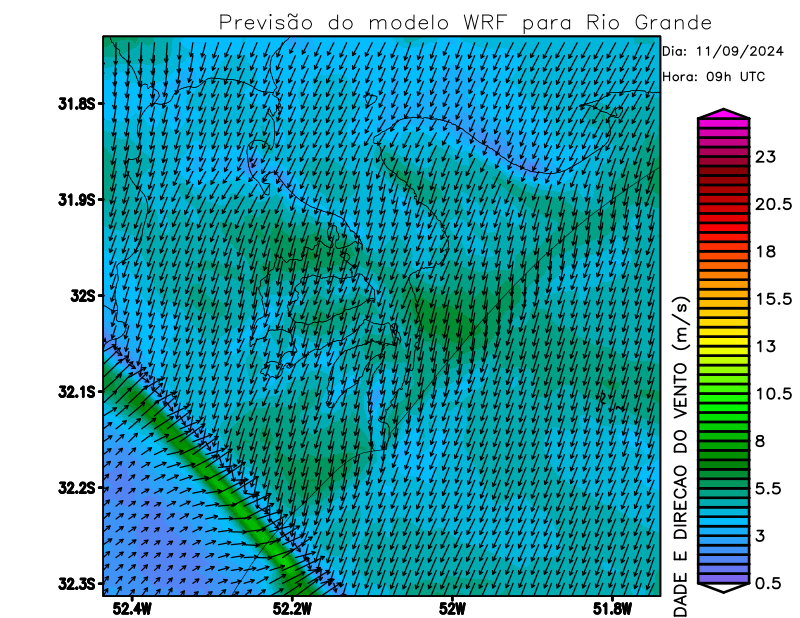 Previsão do modelo WRF para Rio Grande
Dia: 11/09/2024
Hora: 09h UTC
31.8S
31.9S
32S
32.1S
32.2S
32.3S
52.4W
52.2W
52W
51.8W
23
20.5
18
15.5
13
10.5
8
5.5
3
0.5
DADE E DIRECAO DO VENTO (m/s)